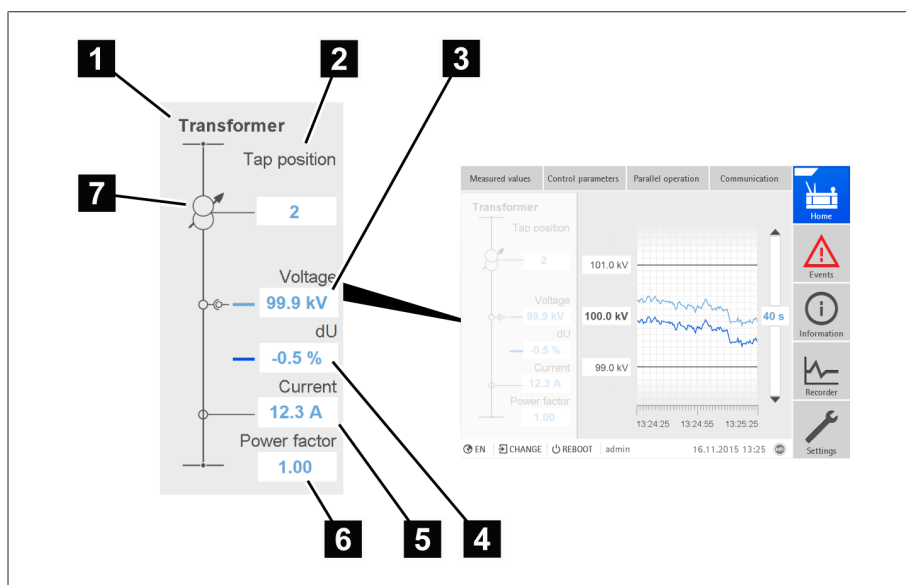 1
2
3
Transformer
Tap position
7
2
Voltage
99.9 kV
dU
-0.5 %
Current
12.3 A
Power factor
1.00
6
5
4
Measured values
Control parameters
Parallel operation
Communication
Home
Transformer
Tap position
2
Voltage
99.9 kV
dU
-0.5 %
Current
12.3 A
Power factor
1.00
101.0 kV
100.0 kV
99.0 kV
40 s
13:24:25 13:24:55 13:25:25
Events
Information
Recorder
Settings
EN CHANGE REBOOT admin 16.11.2015 13:25 MR